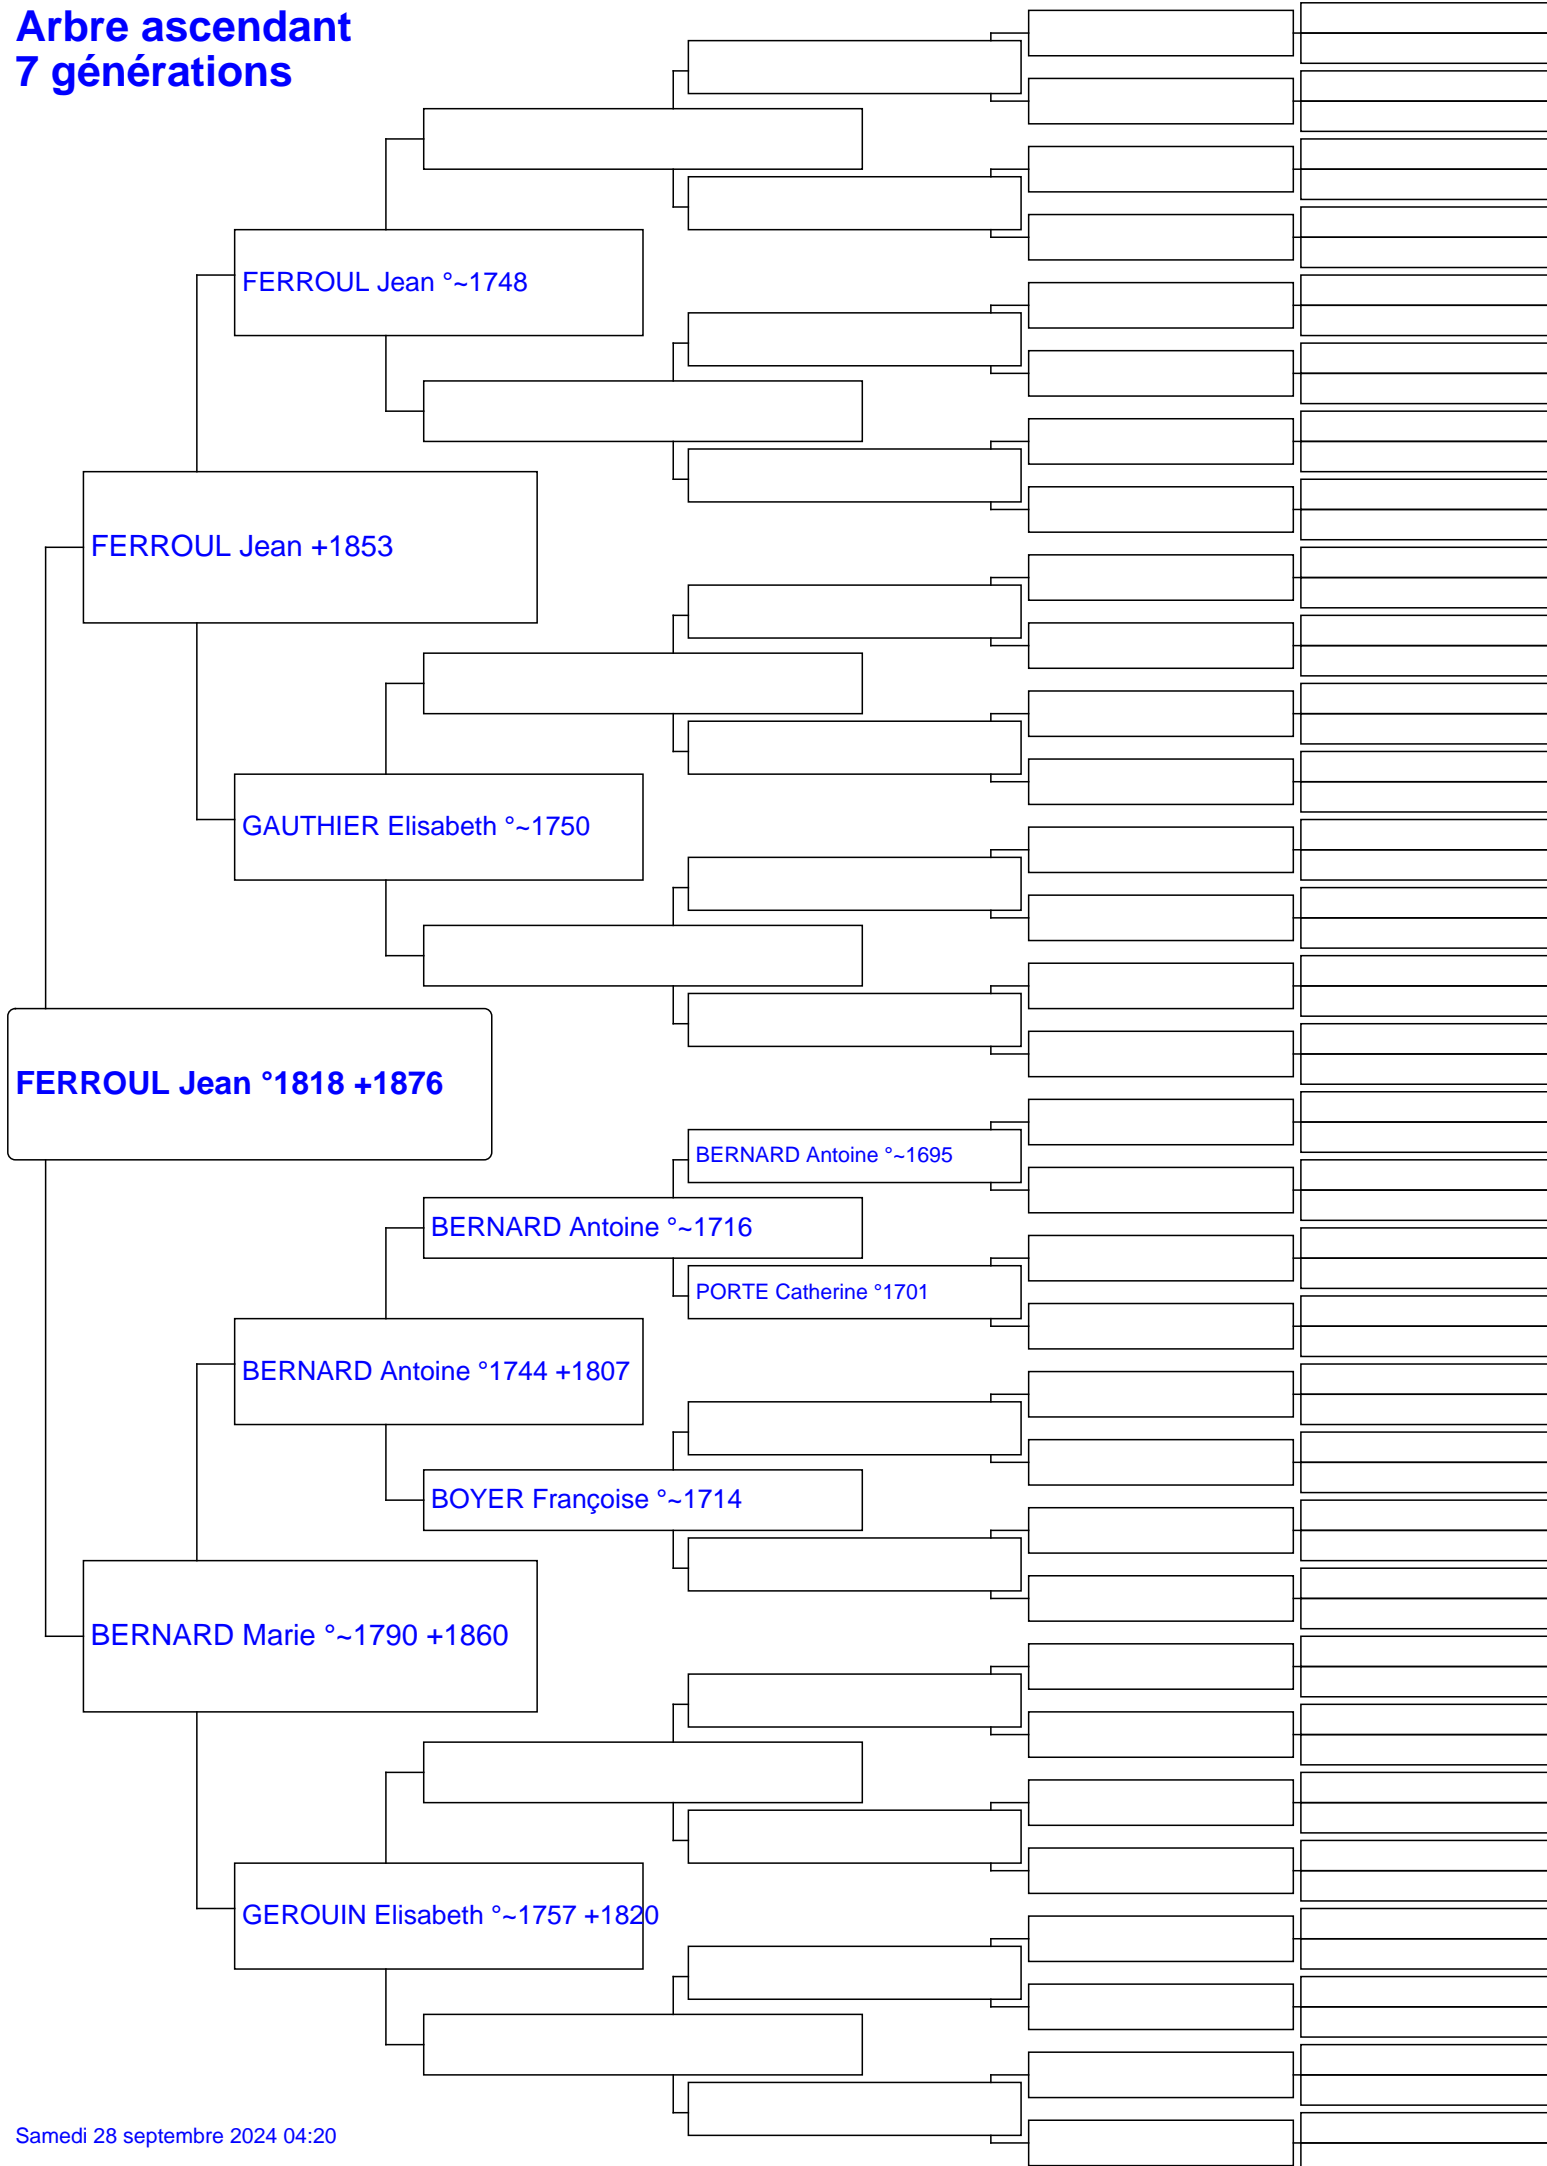 Arbre ascendant
7 générations
FERROUL Jean °~1748
FERROUL Jean +1853
GAUTHIER Elisabeth °~1750
FERROUL Jean °1818 +1876
BERNARD Antoine °~1695
BERNARD Antoine °~1716
PORTE Catherine °1701
BERNARD Antoine °1744 +1807
BOYER Françoise °~1714
BERNARD Marie °~1790 +1860
GEROUIN Elisabeth °~1757 +1820
Samedi 28 septembre 2024 04:20